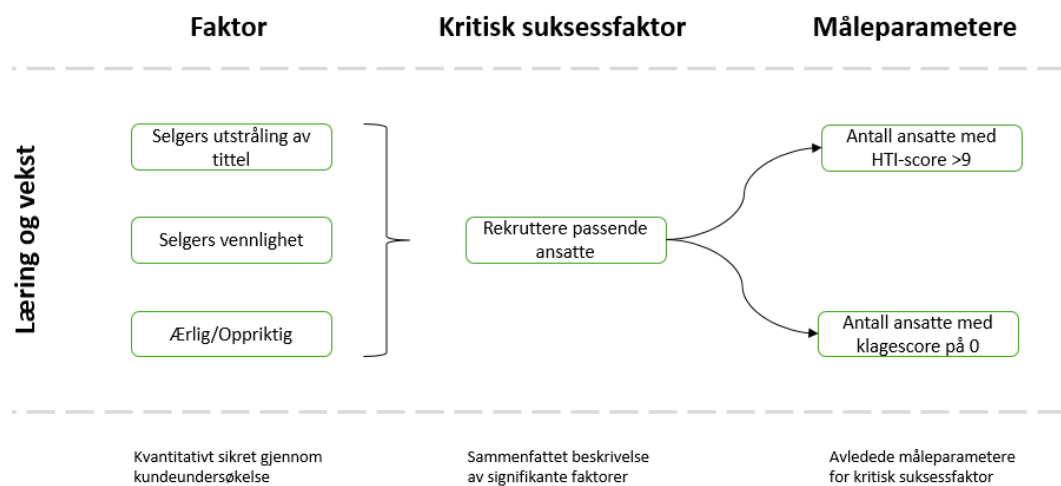 Faktor
Kritisk suksessfaktor
Måleparametere
Læring og vekst
Selgers utstråling av
tittel
Selgers vennlighet
Ærlig/Oppriktig
Rekruttere passende
ansatte
Antall ansatte med
HTI-score >9
Antall ansatte med
klagescore på 0
Kvantitativt sikret gjennom
kundeundersøkelse
Sammenfattet beskrivelse
av signifikante faktorer
Avledede måleparametere
for kritisk suksessfaktor